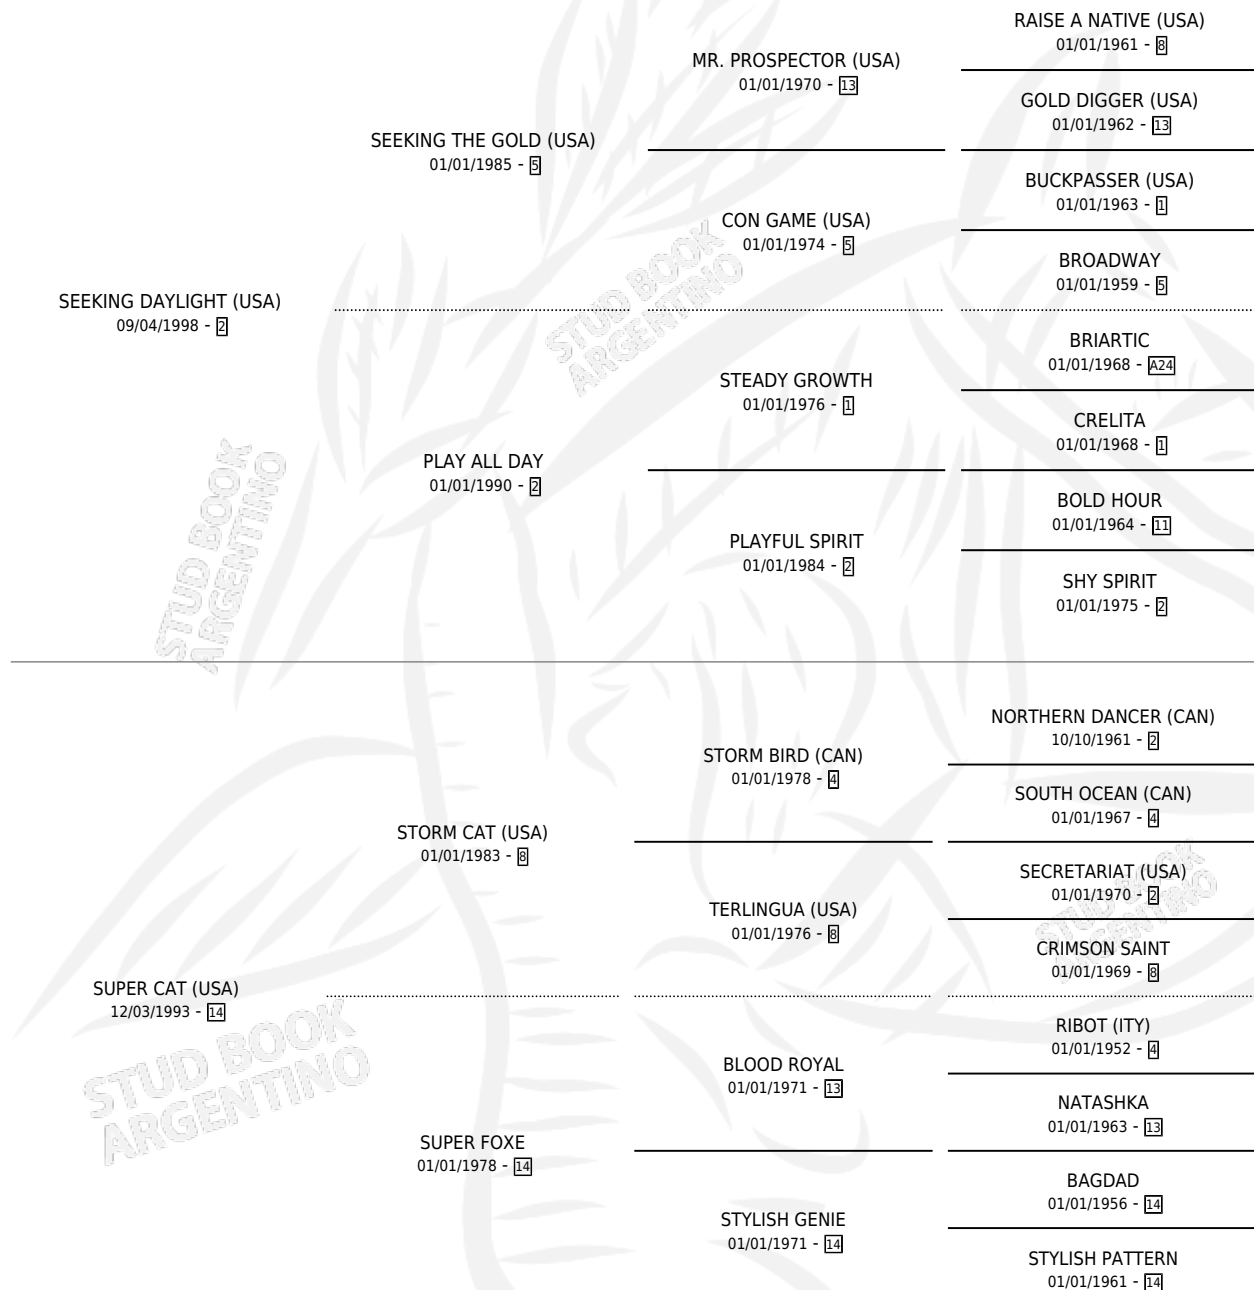 RAISE A NATIVE (USA)
01/01/1961 - 8
MR. PROSPECTOR (USA)
01/01/1970 - 13
GOLD DIGGER (USA)
01/01/1962 - 13
SEEKING THE GOLD (USA)
01/01/1985 - 5
BUCKPASSER (USA)
01/01/1963 - 1
CON GAME (USA)
01/01/1974 - 5
BROADWAY
01/01/1959 - 5
SEEKING DAYLIGHT (USA)
09/04/1998 - 2
BRIARTIC
01/01/1968 - A24
STEADY GROWTH
01/01/1976 - 1
CRELITA
01/01/1968 - 1
PLAY ALL DAY
01/01/1990 - 2
BOLD HOUR
01/01/1964 - 11
PLAYFUL SPIRIT
01/01/1984 - 2
SHY SPIRIT
01/01/1975 - 2
NORTHERN DANCER (CAN)
10/10/1961 - 2
STORM BIRD (CAN)
01/01/1978 - 4
SOUTH OCEAN (CAN)
01/01/1967 - 4
STORM CAT (USA)
01/01/1983 - 8
SECRETARIAT (USA)
01/01/1970 - 2
TERLINGUA (USA)
01/01/1976 - 8
CRIMSON SAINT
01/01/1969 - 8
SUPER CAT (USA)
12/03/1993 - 14
RIBOT (ITY)
01/01/1952 - 4
BLOOD ROYAL
01/01/1971 - 13
NATASHKA
01/01/1963 - 13
SUPER FOXE
01/01/1978 - 14
BAGDAD
01/01/1956 - 14
STYLISH GENIE
01/01/1971 - 14
STYLISH PATTERN
01/01/1961 - 14
STUD BOOK
ARGENTINO
STUD BOOK
ARGENTINO
STUD BOOK
ARGENTINO
STUD BOOK
ARGENTINO